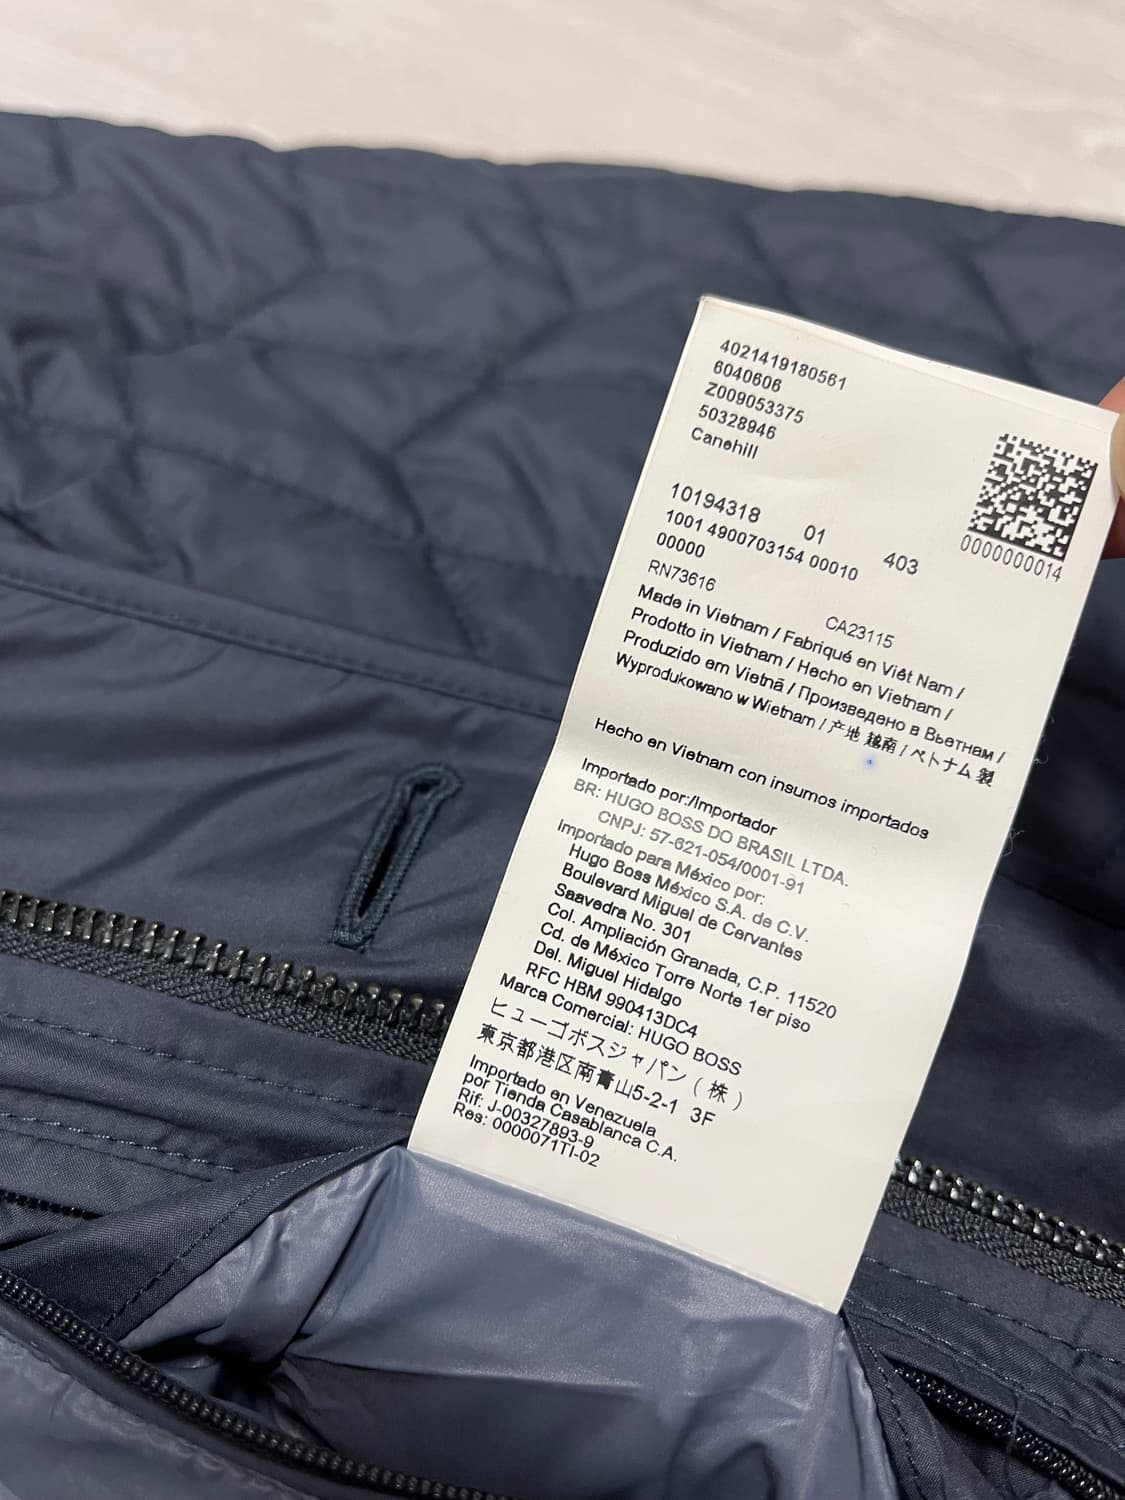 4021419180561
6040606
Z009053375
50328946
Canehill
0000000014
10194318 01 403
1001 4900703154 00010
00000
RN73616 CA23115
Made in Vietnam / Fabriqué en Viêt Nam /
Prodotto in Vietnam / Hecho en Vietnam /
Produzido em Vietnã / Произведено в Вьетнам /
Wyprodukowano w Wietnam / 产地 越南 / ベトナム 製
Hecho en Vietnam con insumos importados
Importado por:/Importador
BR: HUGO BOSS DO BRASIL LTDA.
CNPJ: 57-621-054/0001-91
Importado para México por:
Hugo Boss México S.A. de C.V.
Boulevard Miguel de Cervantes
Saavedra No. 301
Col. Ampliación Granada, C.P. 11520
Cd. de México Torre Norte 1er piso
Del. Miguel Hidalgo
RFC HBM 990413DC4
Marca Comercial: HUGO BOSS
ヒューゴボスジャパン（株）
東京都港区南青山5-2-1 3F
Importado en Venezuela
por Tienda Casablanca C.A.
Rif: J-00327893-9
Res: 0000071TI-02